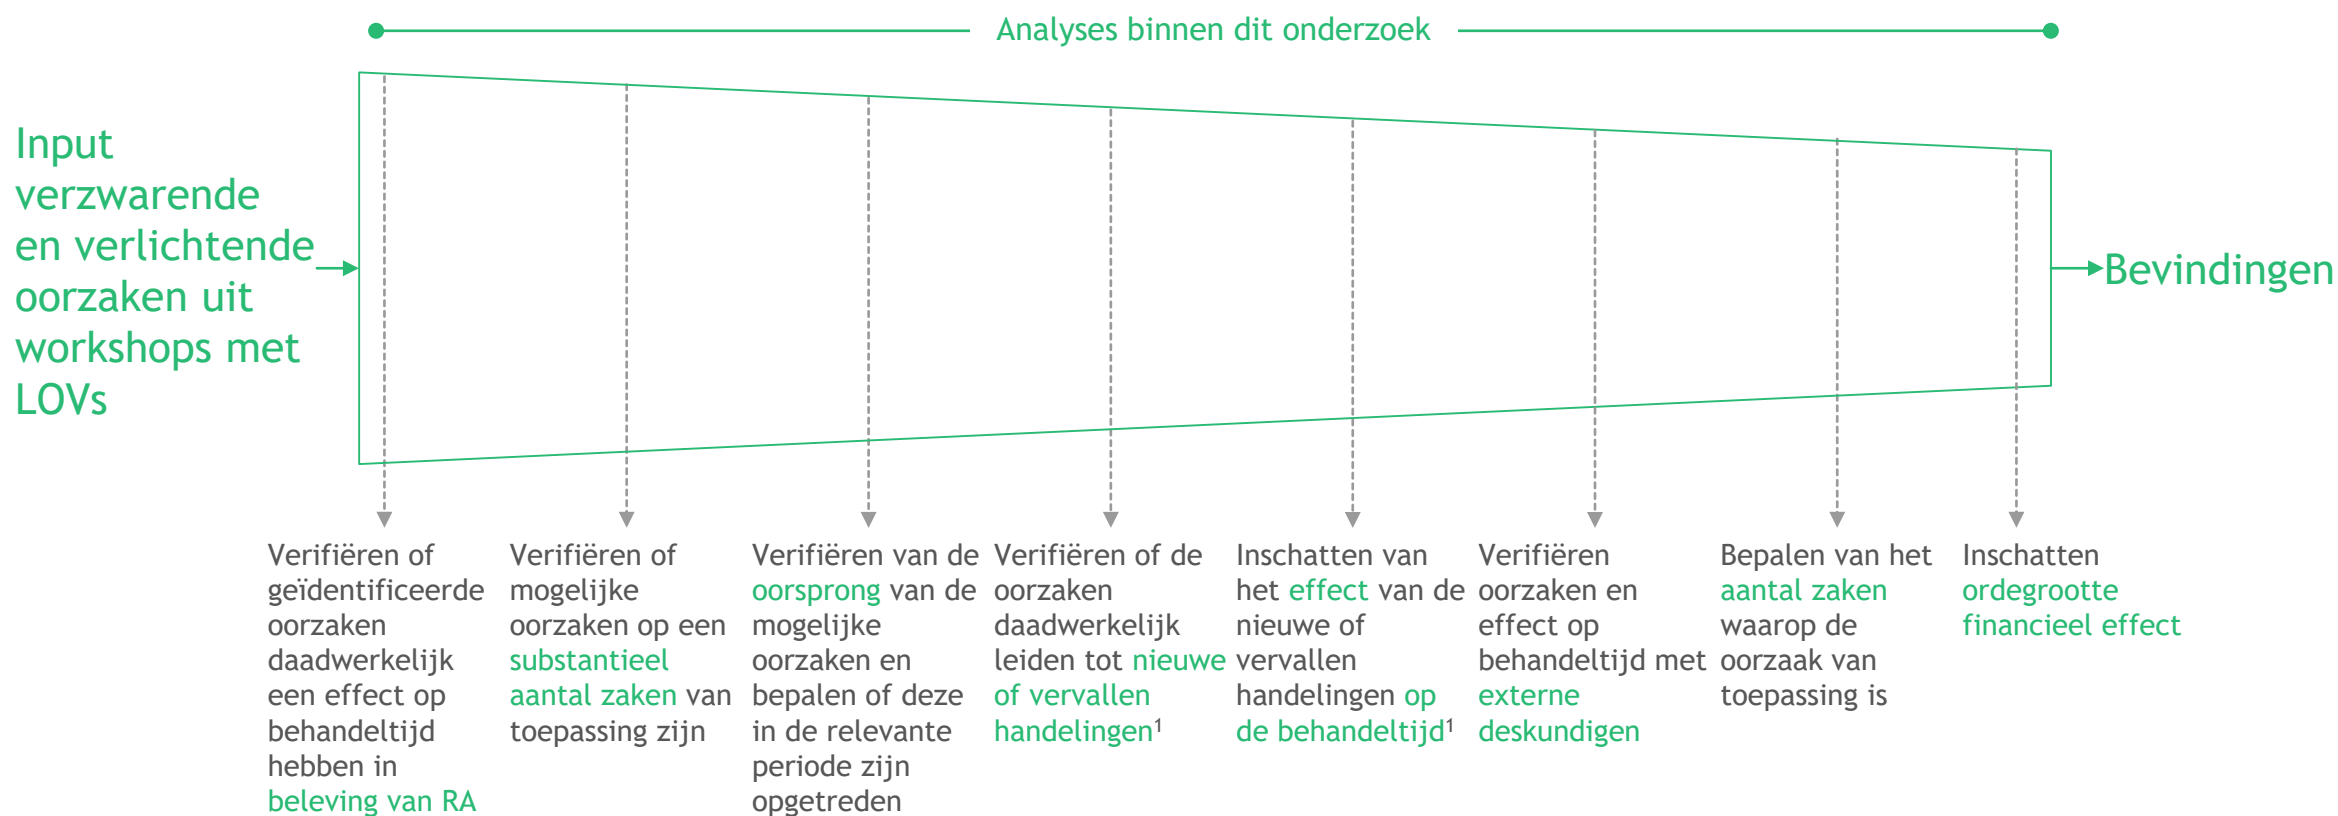 Analyses binnen dit onderzoek
Input
verzwarende
en verlichtende
oorzaken uit
workshops met
LOVs
Bevindingen
Verifiëren of
geïdentificeerde
oorzaken
daadwerkelijk
een effect op
behandeltijd
hebben in
beleving van RA
Verifiëren of
mogelijke
oorzaken op een
substantieel
aantal zaken van
toepassing zijn
Verifiëren van de
oorsprong van de
mogelijke
oorzaken en
bepalen of deze
in de relevante
periode zijn
opgetreden
Verifiëren of de
oorzaken
daadwerkelijk
leiden tot nieuwe
of vervallen
handelingen¹
Inschatten van
het effect van de
nieuwe of
vervallen
handelingen op
de behandeltijd¹
Verifiëren
oorzaken en
effect op
behandeltijd met
externe
deskundigen
Bepalen van het
aantal zaken
waarop de
oorzaak van
toepassing is
Inschatten
ordegrootte
financieel effect